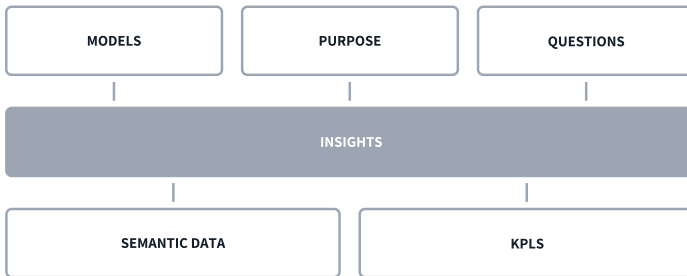 MODELS
PURPOSE
QUESTIONS
INSIGHTS
SEMANTIC DATA
KPLS